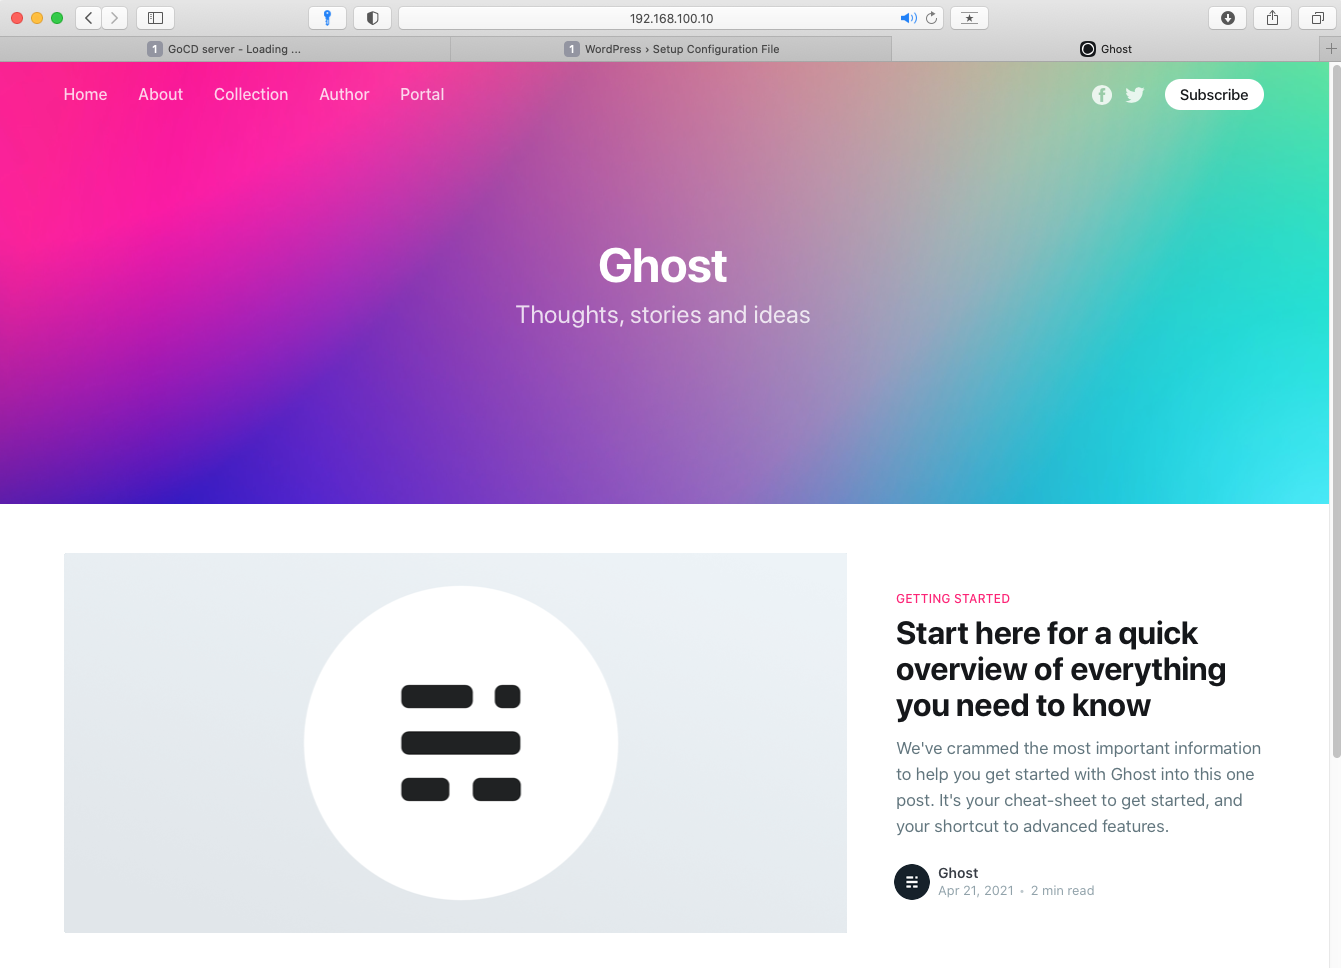 192.168.100.10
1 GoCD server - Loading ...
1 WordPress › Setup Configuration File
Ghost
Home About Collection Author Portal
Subscribe
Ghost
Thoughts, stories and ideas
GETTING STARTED
Start here for a quick
overview of everything
you need to know
We've crammed the most important information
to help you get started with Ghost into this one
post. It's your cheat-sheet to get started, and
your shortcut to advanced features.
Ghost
Apr 21, 2021 • 2 min read